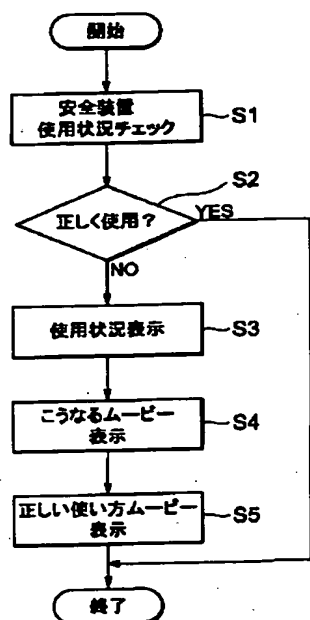 開始
安全装置
使用状況チェック
S1
S2
正しく使用?
YES
NO
使用状況表示
S3
こうなるムービー
表示
S4
正しい使い方ムービー
表示
S5
終了